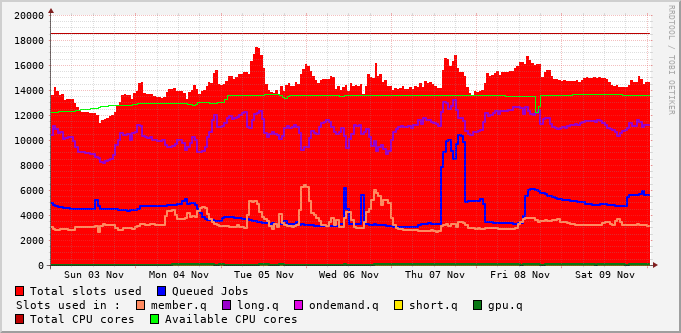 20000
18000
16000
14000
12000
10000
8000
6000
4000
2000
0
Sun 03 Nov Mon 04 Nov Tue 05 Nov Wed 06 Nov Thu 07 Nov Fri 08 Nov Sat 09 Nov
Total slots used Queued Jobs
Slots used in : member.q long.q ondemand.q short.q gpu.q
Total CPU cores Available CPU cores
RRDTOOL / TOBI OETIKER